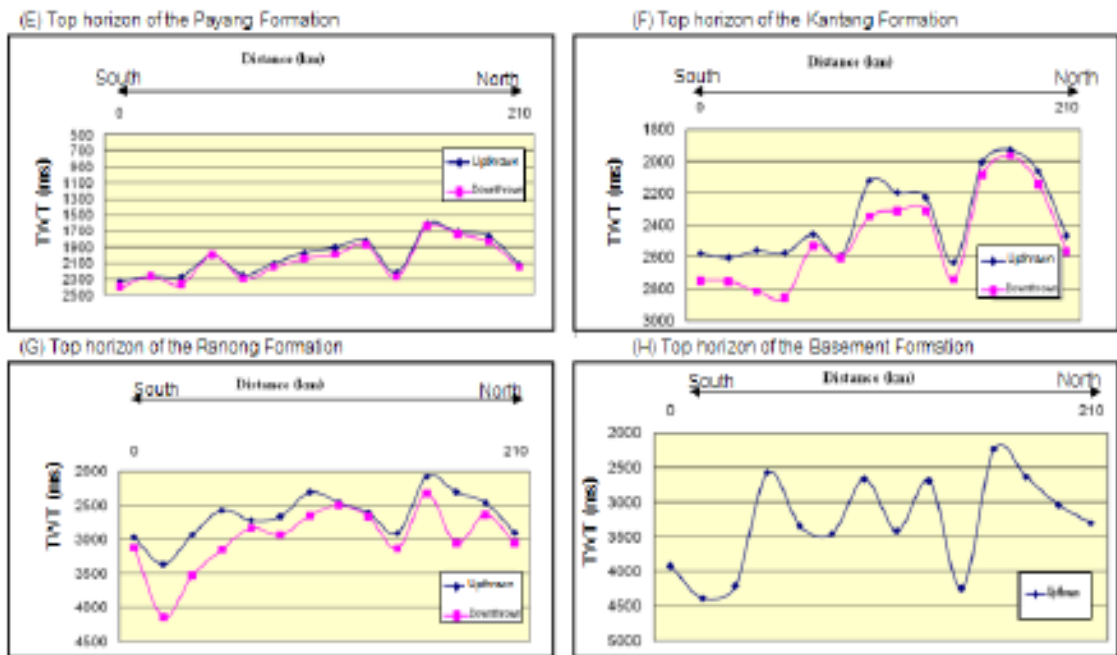 (E) Top horizon of the Payang Formation
Distance (km)
South North
0 210
TWT (ms)
500
700
900
1100
1300
1500
1700
1900
2100
2300
2500
Upthrown
Downthrown
(F) Top horizon of the Kantang Formation
Distance (km)
South North
0 210
TWT (ms)
1800
2000
2200
2400
2600
2800
3000
Upthrown
Downthrown
(G) Top horizon of the Ranong Formation
South Distance (km) North
0 210
TWT (ms)
2000
2500
3000
3500
4000
4500
Upthrown
Downthrown
(H) Top horizon of the Basement Formation
South Distance (km) North
0 210
TWT (ms)
2000
2500
3000
3500
4000
4500
5000